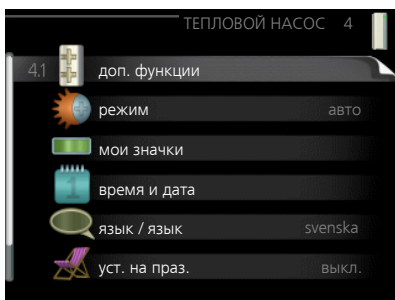 ТЕПЛОВОЙ НАСОС 4
4.1 доп. функции
режим авто
мои значки
1 время и дата
язык / язык svenska
уст. на праз. выкл.